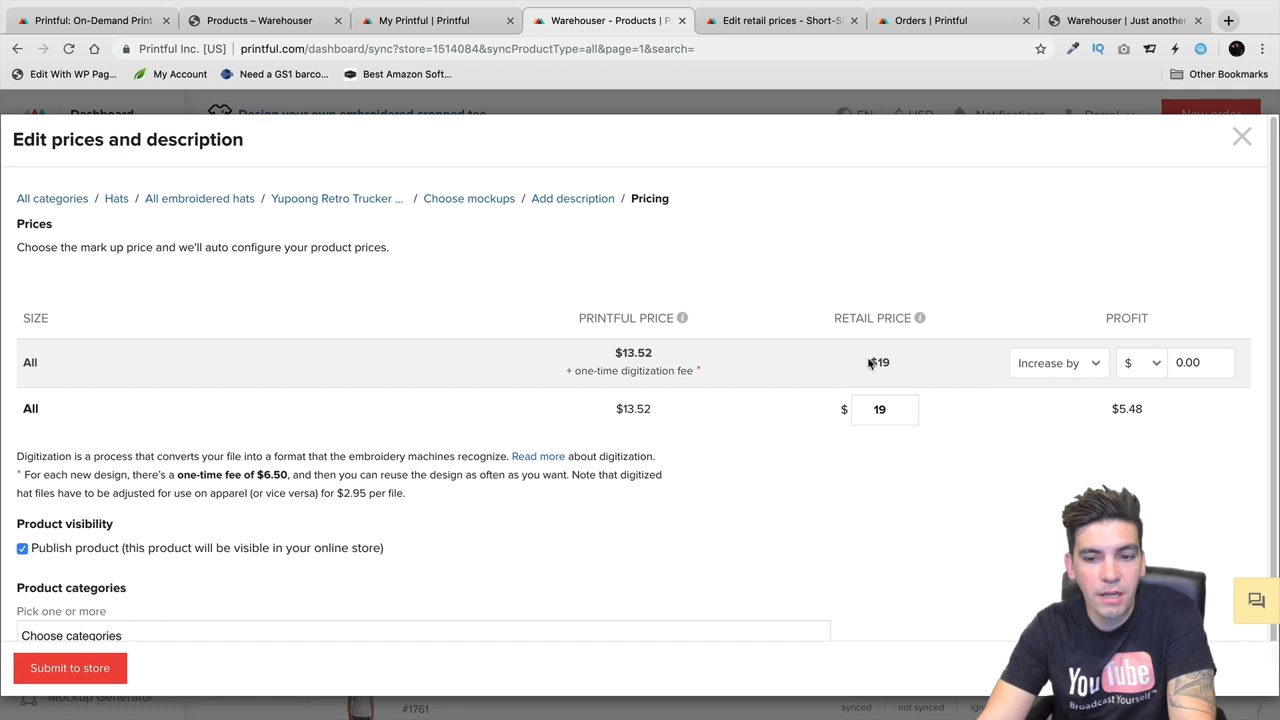 Printful: On-Demand Print
Products – Warehouser
My Printful | Printful
Warehouser - Products | P
Edit retail prices - Short-S
Orders | Printful
Warehouser | Just another
Printful Inc. [US] | printful.com/dashboard/sync?store=1514084&syncProductType=all&page=1&search=
IQ
Edit With WP Pag...
My Account
Need a GS1 barco...
Best Amazon Soft...
Other Bookmarks
Edit prices and description
All categories / Hats / All embroidered hats / Yupoong Retro Trucker ... / Choose mockups / Add description / Pricing
Prices
Choose the mark up price and we'll auto configure your product prices.
SIZE PRINTFUL PRICE RETAIL PRICE PROFIT
All $13.52 $19 Increase by $ 0.00
+ one-time digitization fee *
All $13.52 $ 19 $5.48
Digitization is a process that converts your file into a format that the embroidery machines recognize. Read more about digitization.
* For each new design, there's a one-time fee of $6.50, and then you can reuse the design as often as you want. Note that digitized
hat files have to be adjusted for use on apparel (or vice versa) for $2.95 per file.
Product visibility
Publish product (this product will be visible in your online store)
Product categories
Pick one or more
Choose categories
Submit to store
Mockup Generator
#1761
synced not synced
You Tube
Broadcast Yourself™